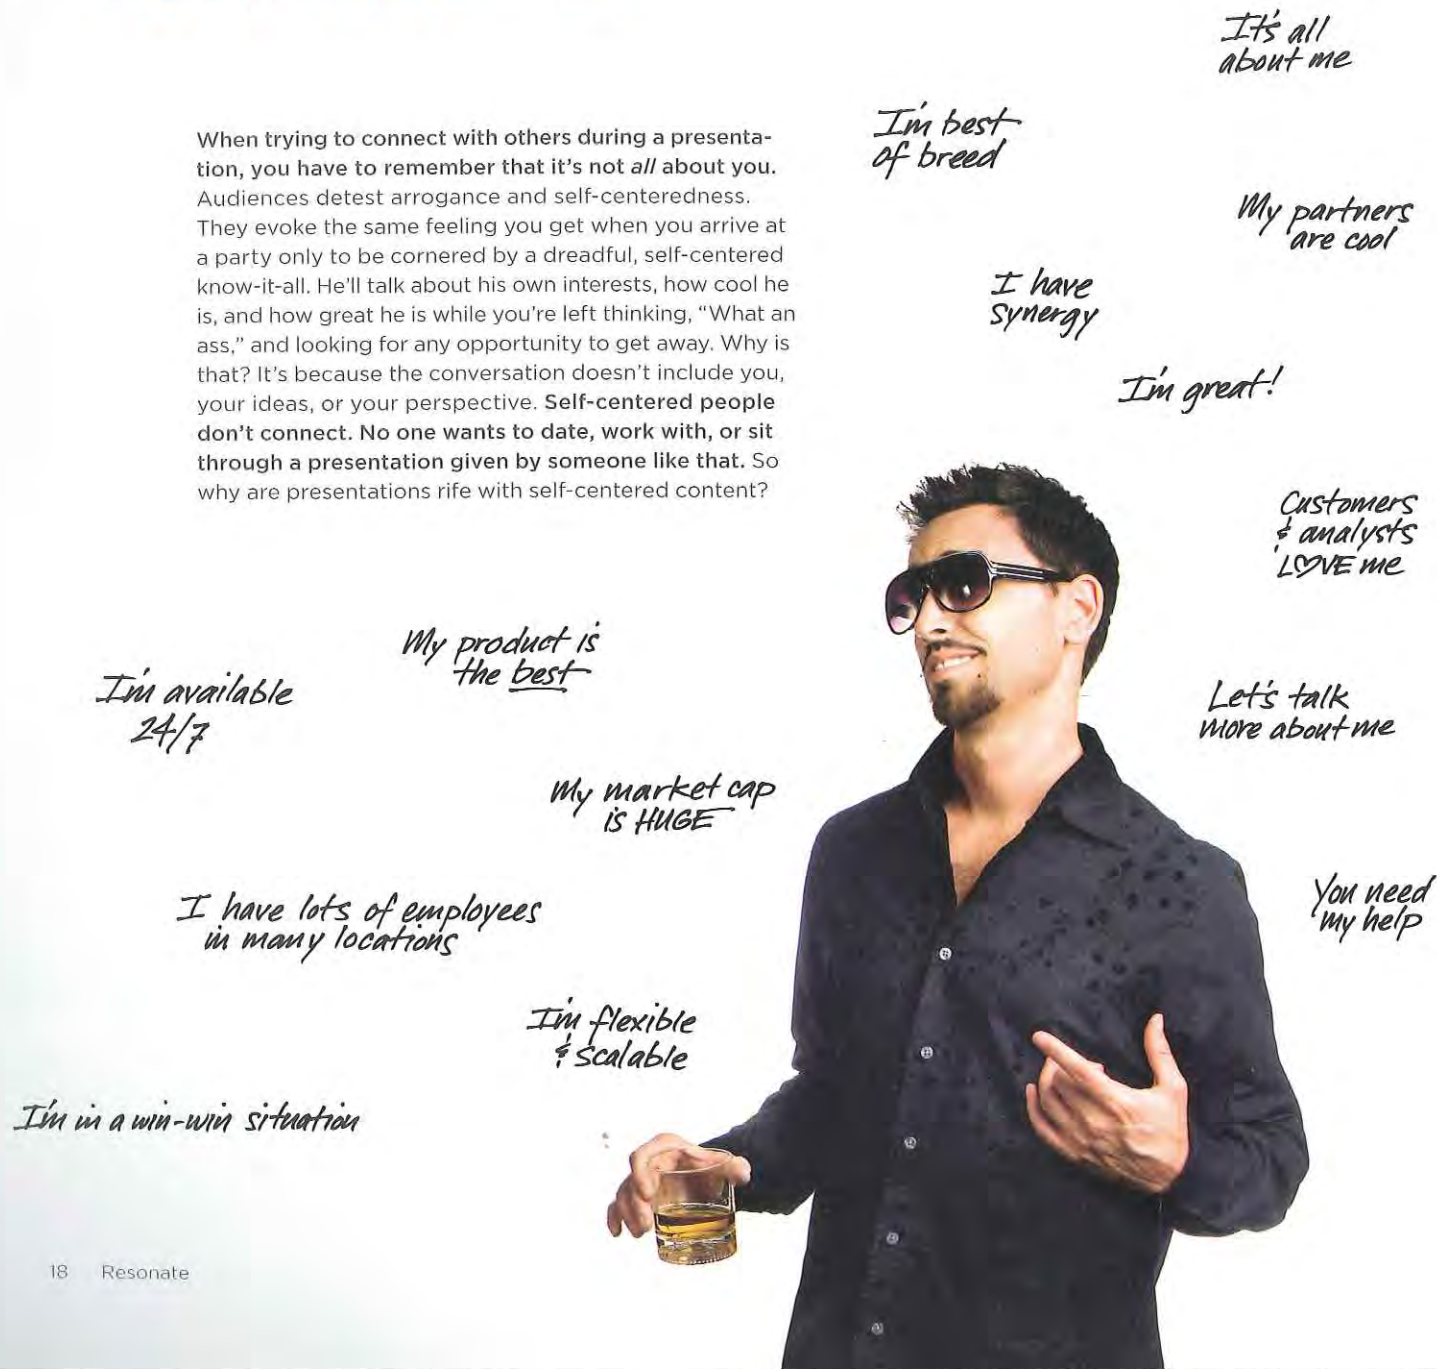 When trying to connect with others during a presenta-
tion, you have to remember that it's not all about you.
Audiences detest arrogance and self-centeredness.
They evoke the same feeling you get when you arrive at
a party only to be cornered by a dreadful, self-centered
know-it-all. He'll talk about his own interests, how cool he
is, and how great he is while you're left thinking, “What an
ass,” and looking for any opportunity to get away. Why is
that? It's because the conversation doesn't include you,
your ideas, or your perspective. Self-centered people
don't connect. No one wants to date, work with, or sit
through a presentation given by someone like that. So
why are presentations rife with self-centered content?
It's all
about me
I'm best
of breed
My partners
are cool
I have
synergy
I'm great!
Customers
& analysts
L♡VE me
My product is
the best
I'm available
24/7
Let's talk
more about me
My market cap
is HUGE
You need
my help
I have lots of employees
in many locations
I'm flexible
& scalable
I'm in a win-win situation
18 Resonate